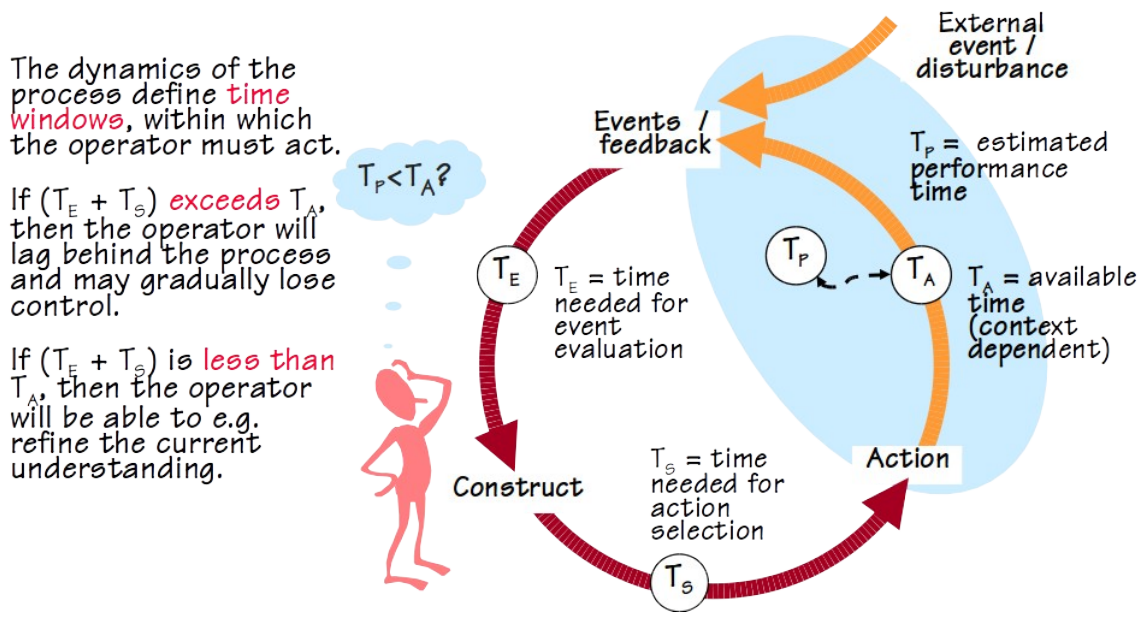 The dynamics of the
process define time
windows, within which
the operator must act.
If (TE + TS) exceeds TA,
then the operator will
lag behind the process
and may gradually lose
control.
If (TE + TS) is less than
TA, then the operator
will be able to e.g.
refine the current
understanding.
TP<TA?
External
event /
disturbance
Events /
feedback
TP = estimated
performance
time
TP
TA
TA = available
time
(context
dependent)
TE
TE = time
needed for
event
evaluation
Construct
TS = time
needed for
action
selection
Action
TS